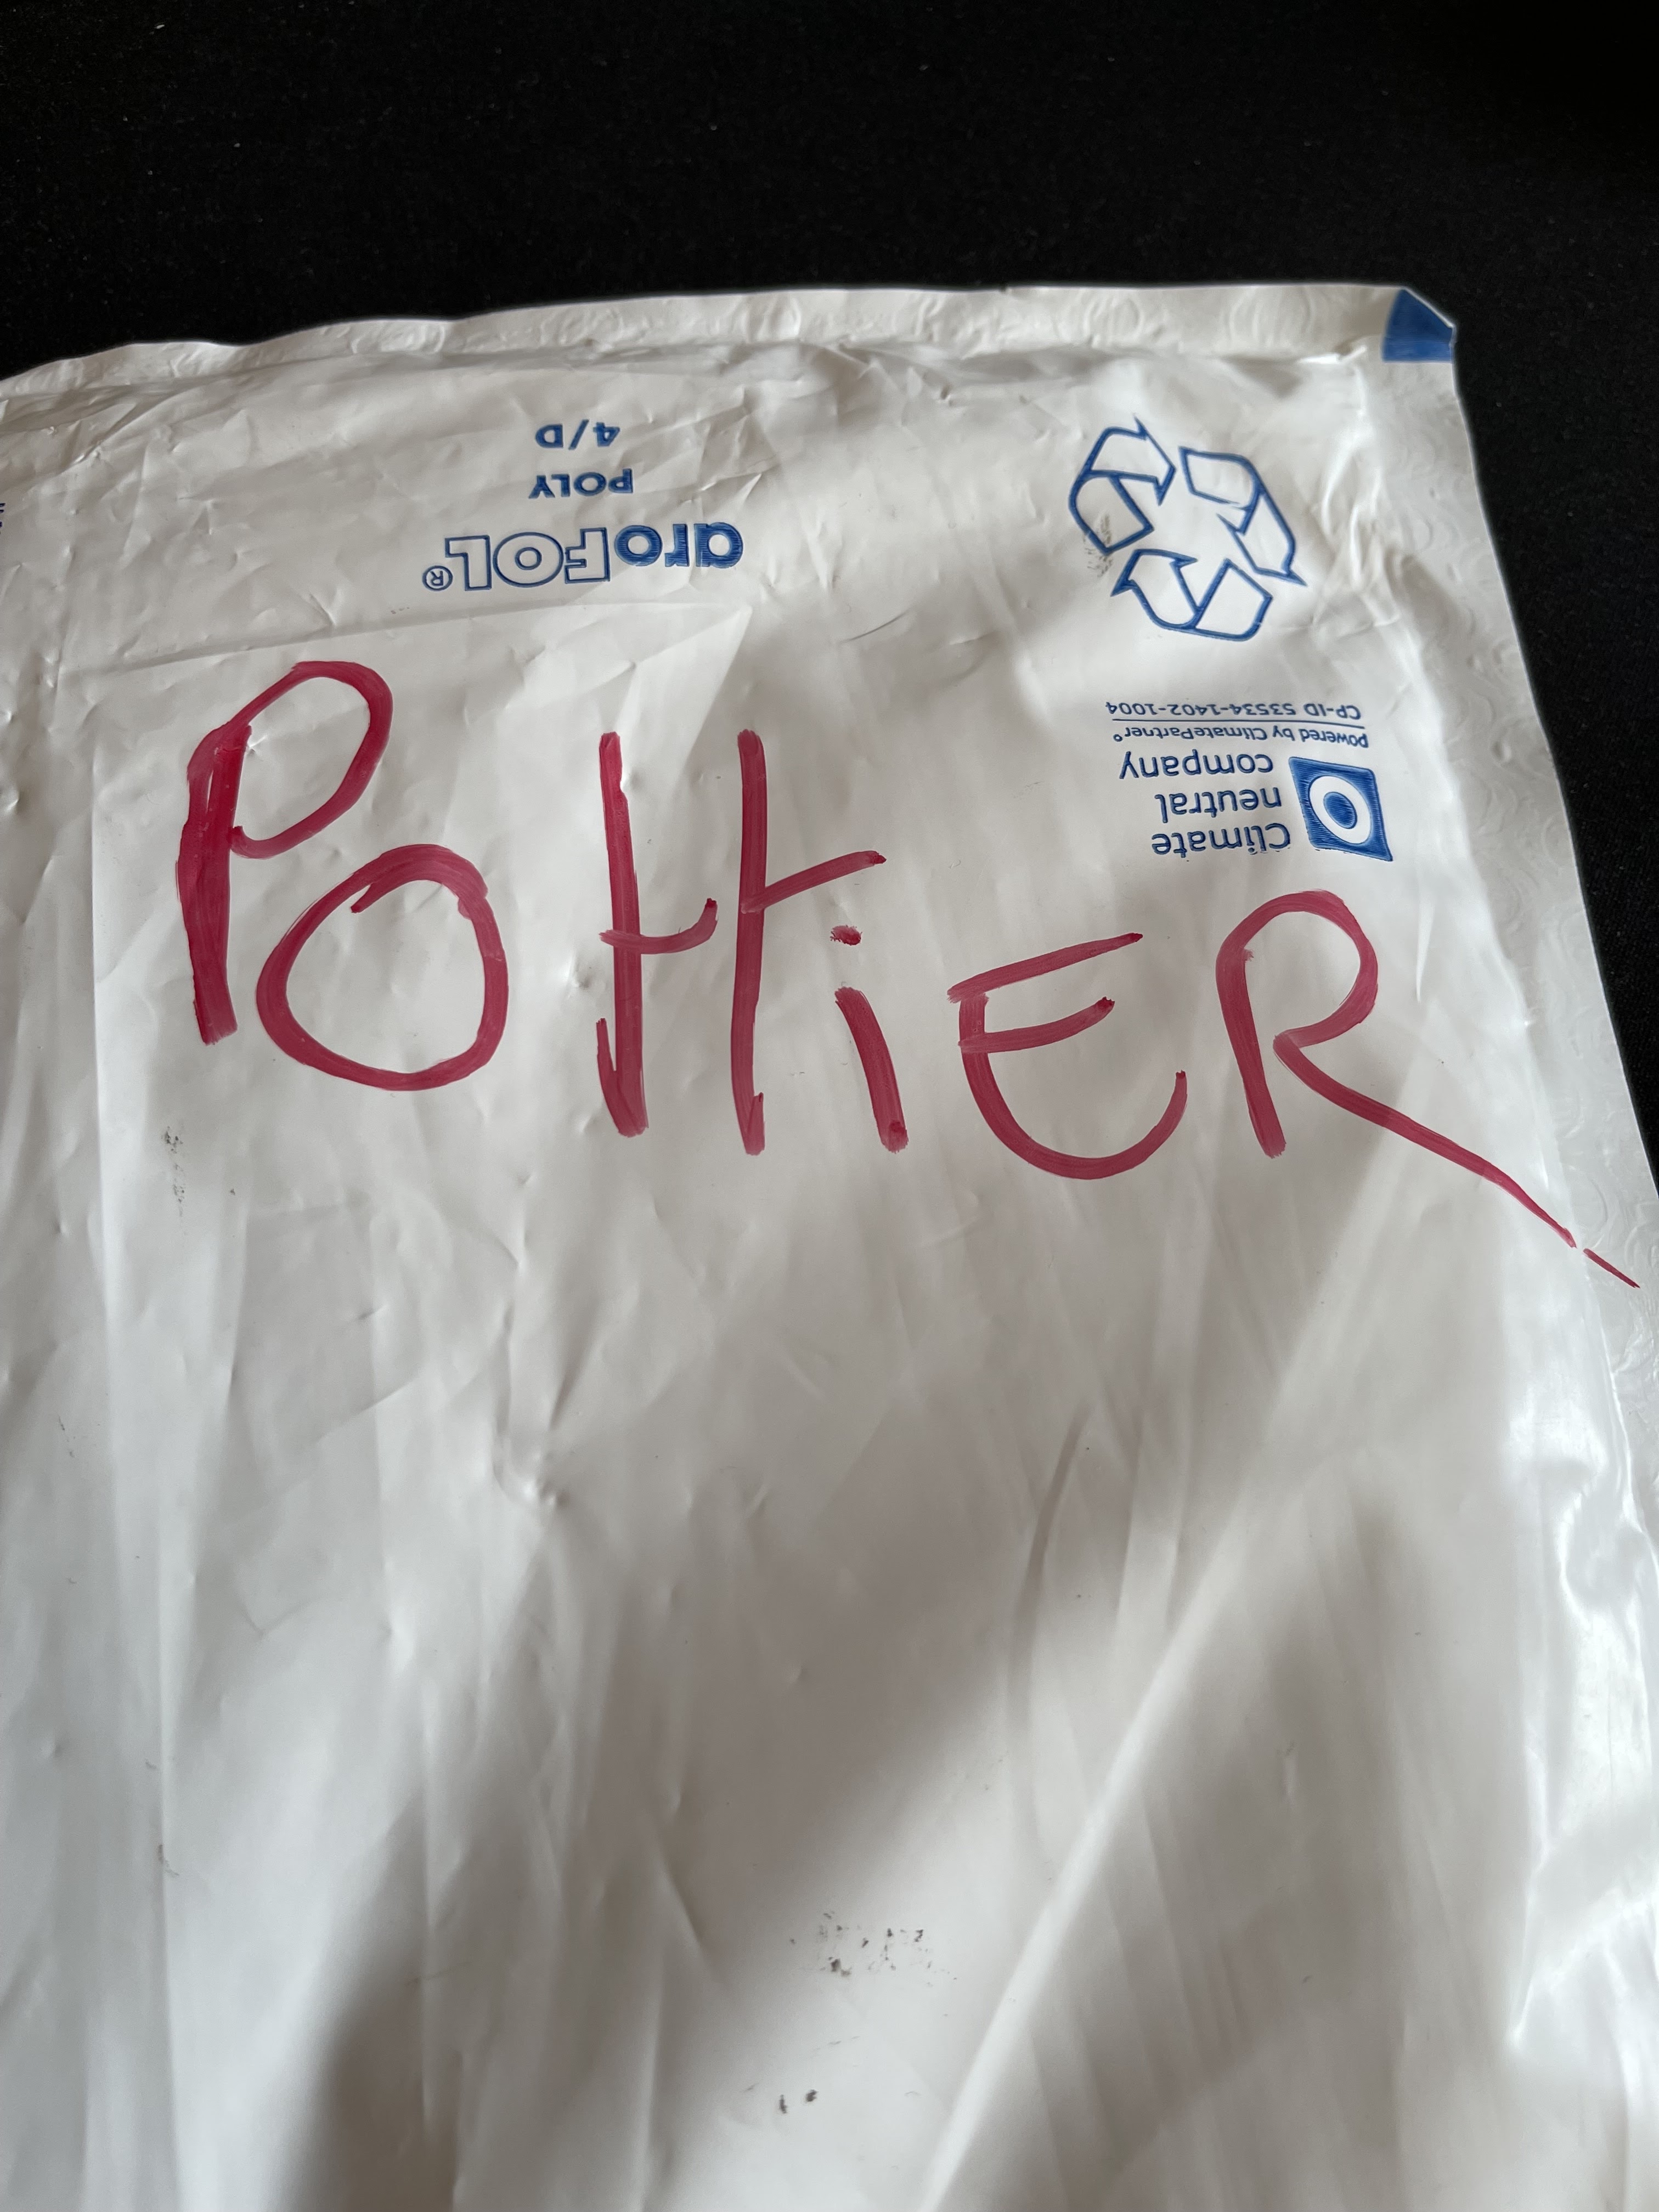 4/D
POLY
aroFOL®
PottiER
CP-ID 53534-1402-1004
powered by ClimatePartner°
company
neutral
Climate